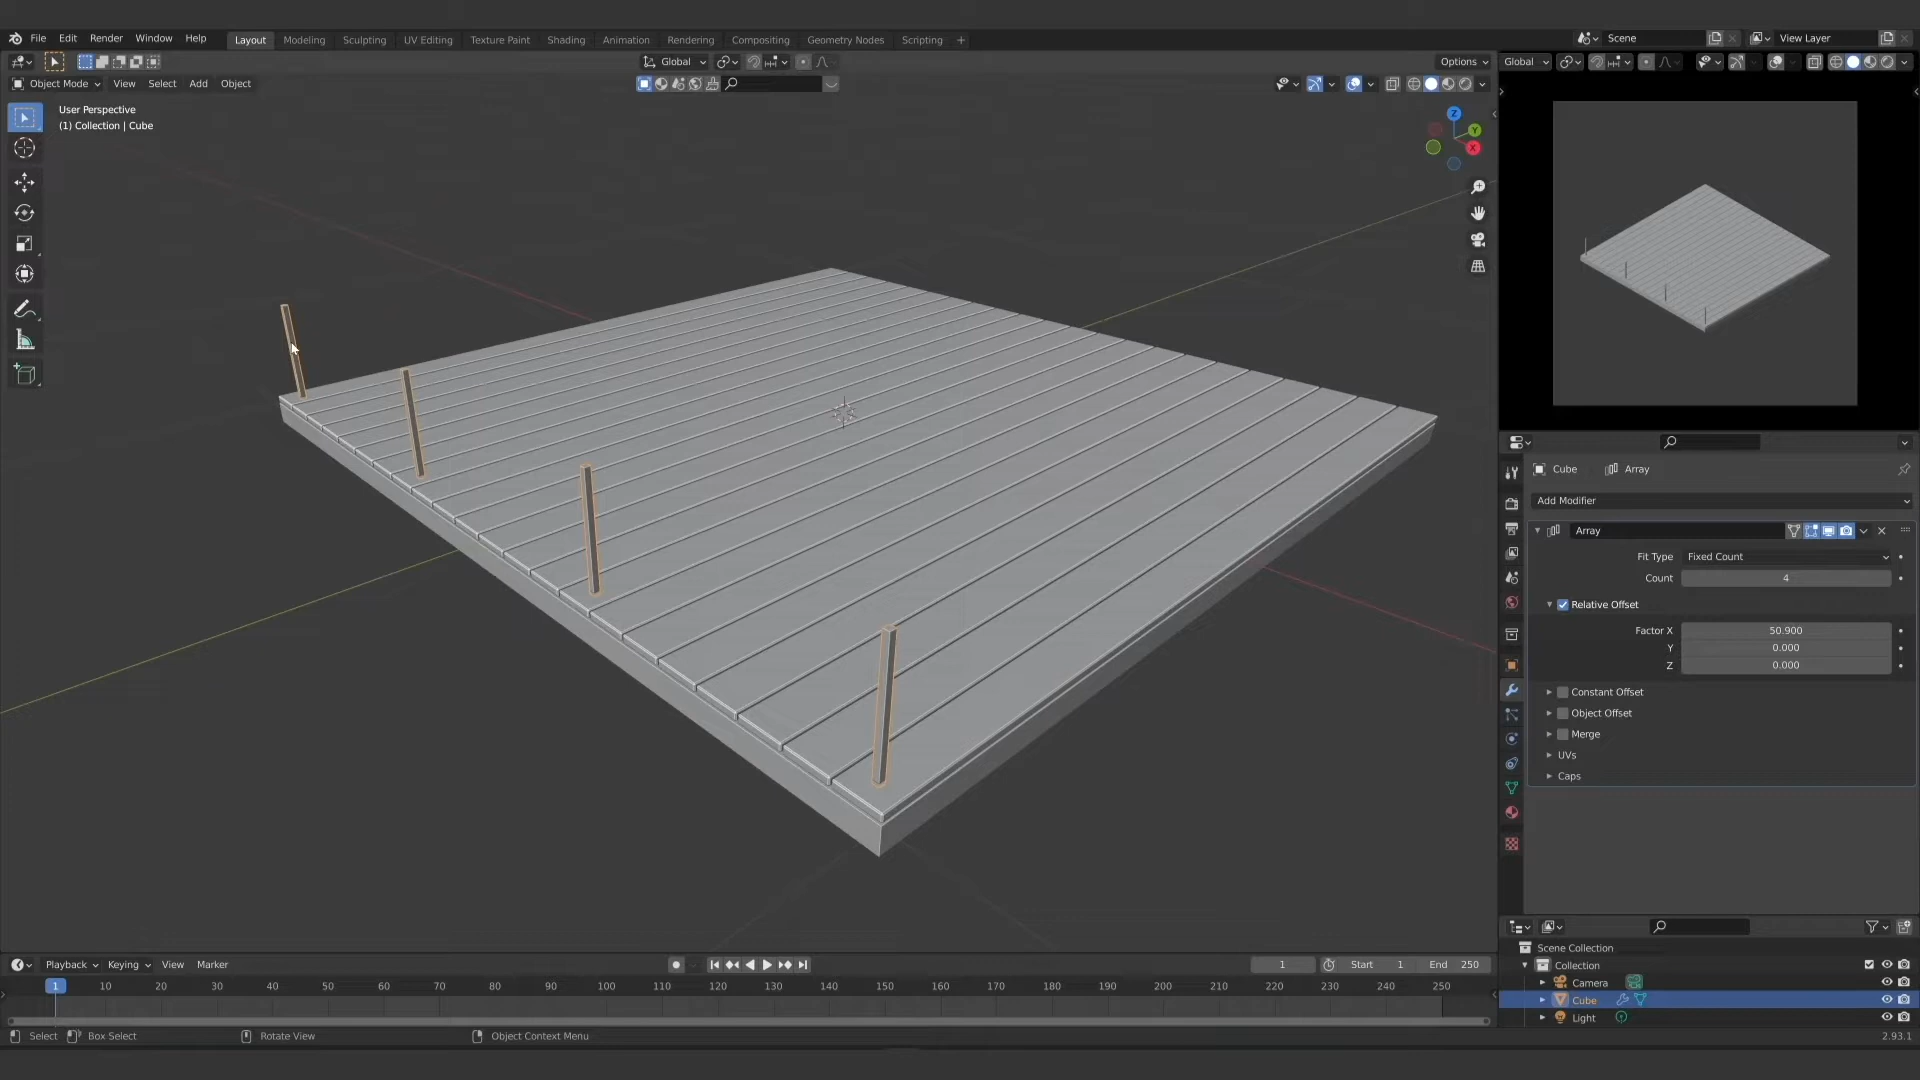 File Edit Render Window Help Layout Modeling Sculpting UV Editing Texture Paint Shading Animation Rendering Compositing Geometry Nodes Scripting + Scene View Layer
Global Options Global
Object Mode View Select Add Object
User Perspective
(1) Collection | Cube
Z
Y
X
Cube Array
Add Modifier
Array
Fit Type Fixed Count
Count 4
Relative Offset
Factor X 50.900
Y 0.000
Z 0.000
Constant Offset
Object Offset
Merge
UVs
Caps
Scene Collection
Collection
Camera
Cube
Light
Playback Keying View Marker 1 Start 1 End 250
1 10 20 30 40 50 60 70 80 90 100 110 120 130 140 150 160 170 180 190 200 210 220 230 240 250
Select Box Select Rotate View Object Context Menu 2.93.1